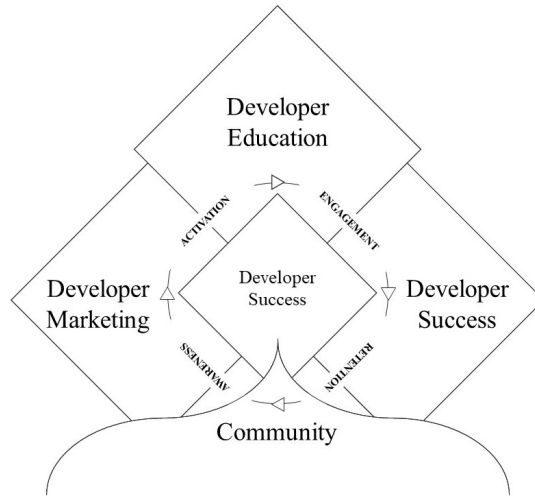 Developer
Education
ACTIVATION
ENGAGEMENT
Developer
Marketing
Developer
Success
Developer
Success
AWARENESS
RETENTION
Community